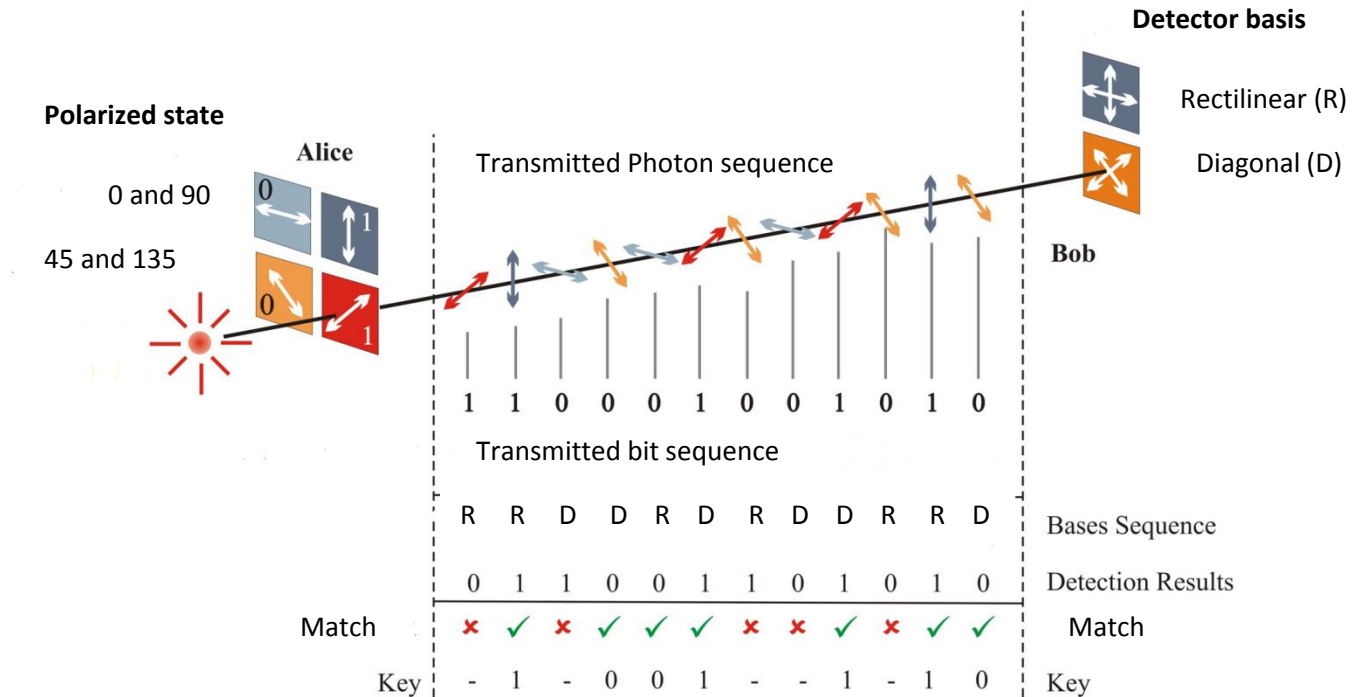 Detector basis
Rectilinear (R)
Polarized state
Alice
Transmitted Photon sequence
Diagonal (D)
0 and 90
0
1
45 and 135
0
1
Bob
1 1 0 0 0 1 0 0 1 0 1 0
Transmitted bit sequence
R R D D R D R D D R R D Bases Sequence
0 1 1 0 0 1 1 0 1 0 1 0 Detection Results
Match ✘ ✓ ✘ ✓ ✓ ✓ ✘ ✘ ✓ ✘ ✓ ✓ Match
Key - 1 - 0 0 1 - - 1 - 1 0 Key